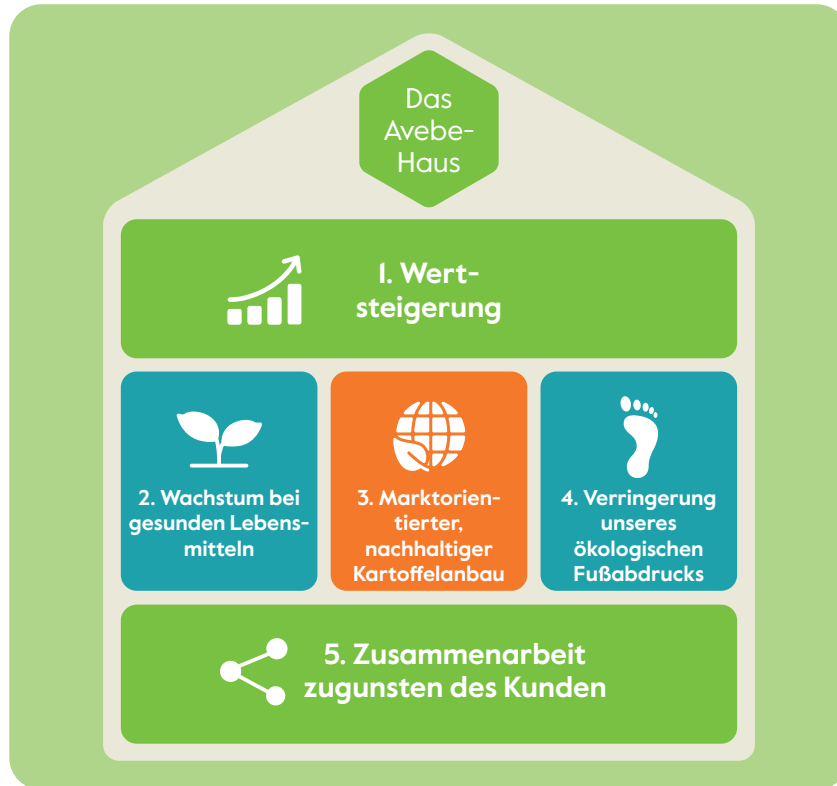 Das
Avebe-
Haus
1. Wert-
steigerung
2. Wachstum bei
gesunden Lebens-
mitteln
3. Marktorien-
tierter,
nachhaltiger
Kartoffelanbau
4. Verringerung
unseres
ökologischen
Fußabdrucks
5. Zusammenarbeit
zugunsten des Kunden